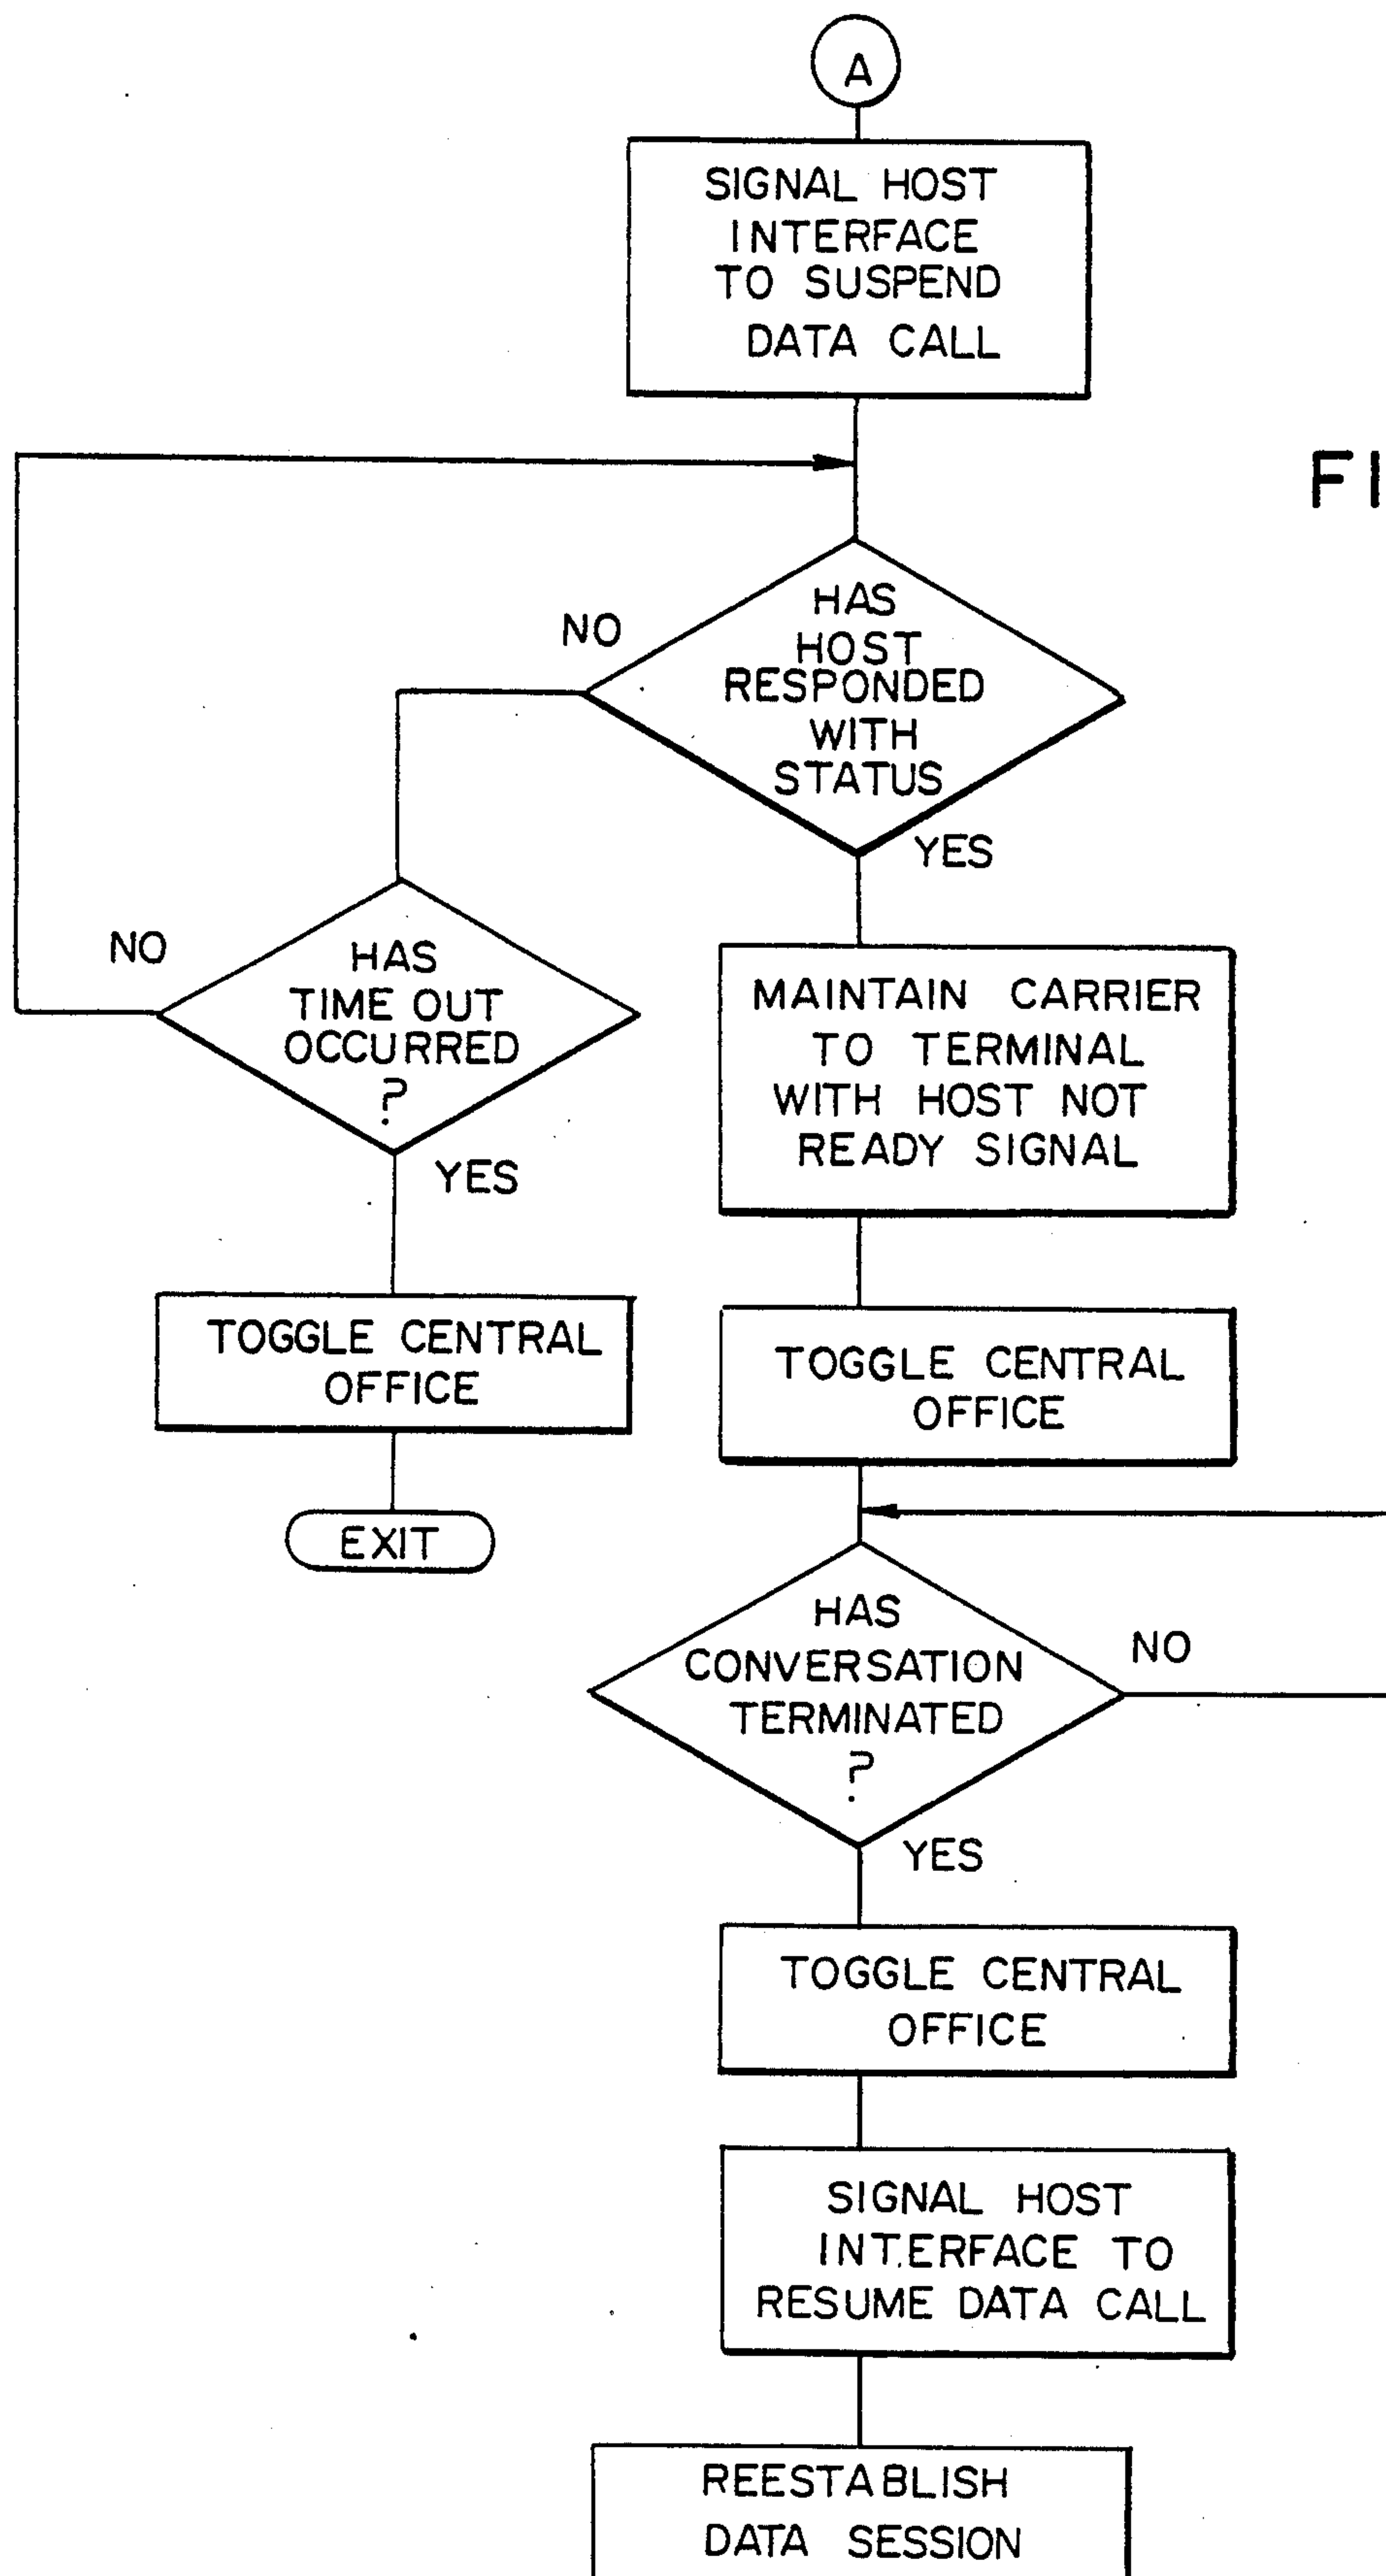 A
SIGNAL HOST
INTERFACE
TO SUSPEND
DATA CALL
FI
HAS
HOST
RESPONDED
WITH
STATUS
NO
YES
HAS
TIME OUT
OCCURRED
?
NO
YES
TOGGLE CENTRAL
OFFICE
EXIT
MAINTAIN CARRIER
TO TERMINAL
WITH HOST NOT
READY SIGNAL
TOGGLE CENTRAL
OFFICE
HAS
CONVERSATION
TERMINATED
?
NO
YES
TOGGLE CENTRAL
OFFICE
SIGNAL HOST
INTERFACE TO
RESUME DATA CALL
REESTABLISH
DATA SESSION